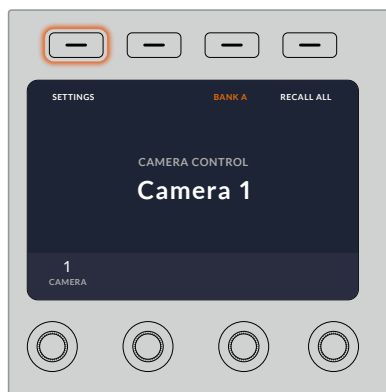 SETTINGS BANK A RECALL ALL
CAMERA CONTROL
Camera 1
1
CAMERA